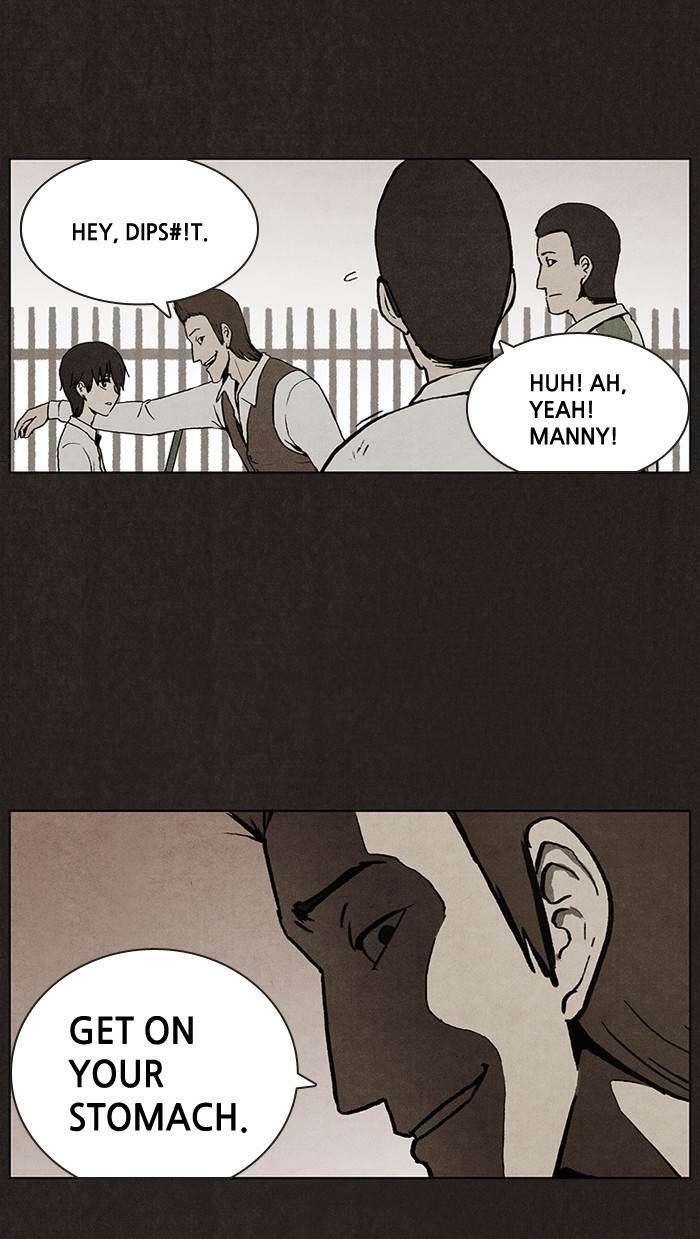 HEY, DIPS#!T.
HUH! AH,
YEAH!
MANNY!
GET ON
YOUR
STOMACH.